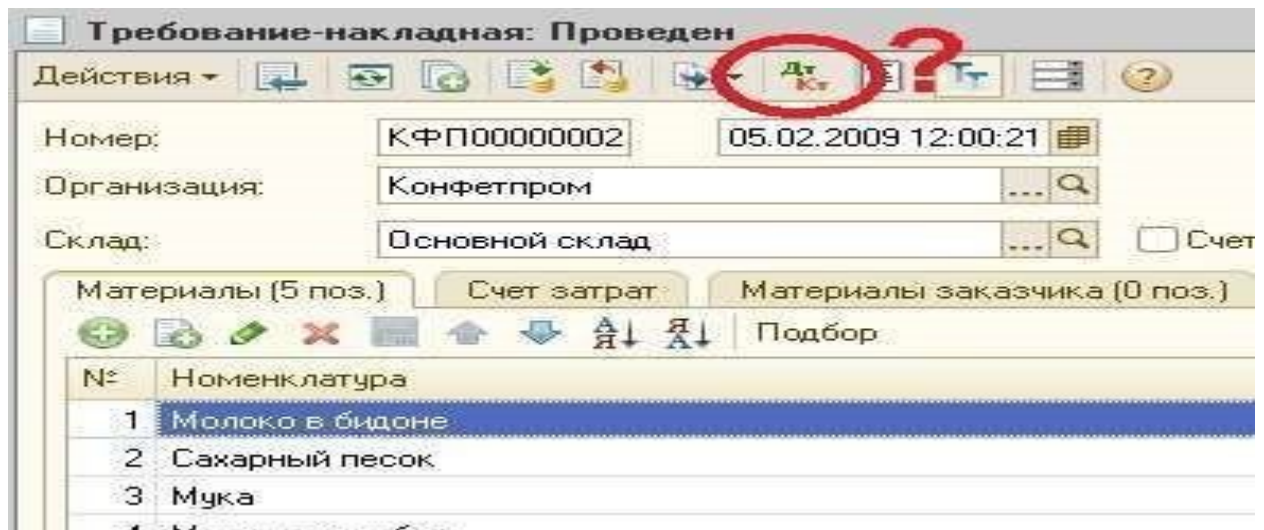 Требование-накладная: Проведен
?
Действия Дт Кт Тт ?
Номер: КФП00000002 05.02.2009 12:00:21
Организация: Конфетпром ...
Склад: Основной склад ... Счет
Материалы (5 поз.) Счет затрат Материалы заказчика (0 поз.)
А Я Я А Подбор
№ Номенклатура
1 Молоко в бидоне
2 Сахарный песок
3 Мука